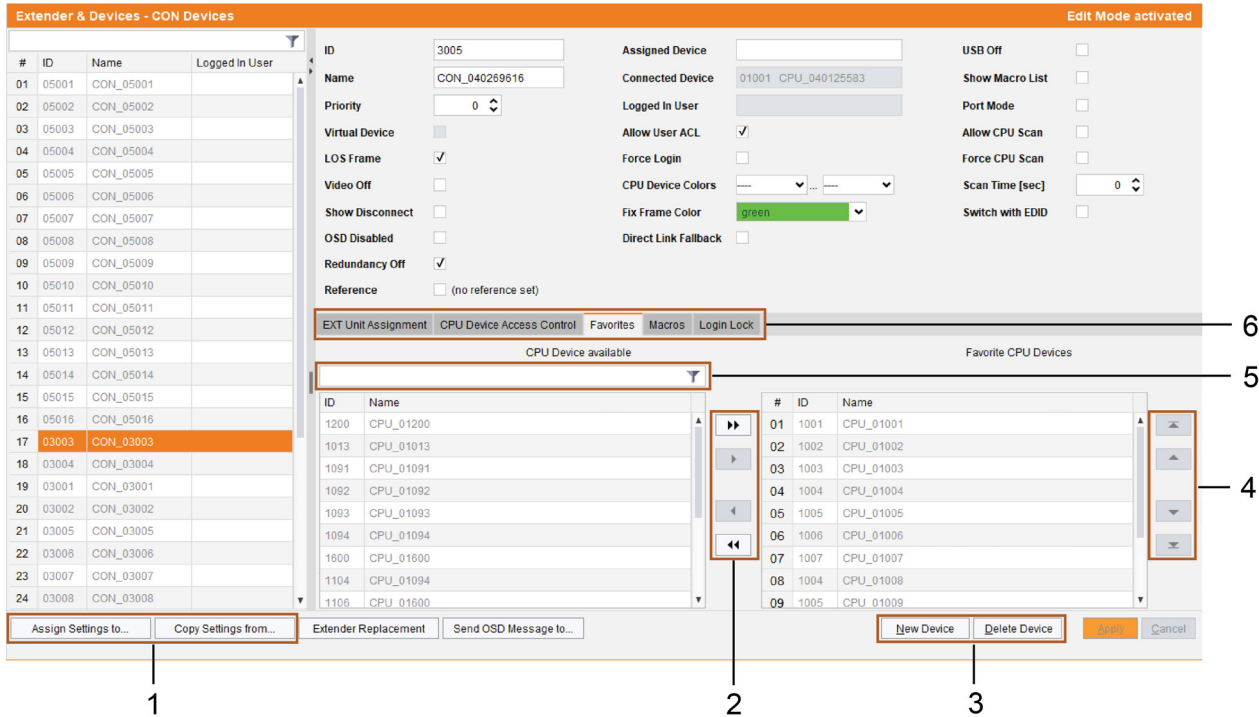 Extender & Devices - CON Devices Edit Mode activated
# ID Name Logged In User
01 05001 CON_05001
02 05002 CON_05002
03 05003 CON_05003
04 05004 CON_05004
05 05005 CON_05005
06 05006 CON_05006
07 05007 CON_05007
08 05008 CON_05008
09 05009 CON_05009
10 05010 CON_05010
11 05011 CON_05011
12 05012 CON_05012
13 05013 CON_05013
14 05014 CON_05014
15 05015 CON_05015
16 05016 CON_05016
17 03003 CON_03003
18 03004 CON_03004
19 03001 CON_03001
20 03002 CON_03002
21 03005 CON_03005
22 03006 CON_03006
23 03007 CON_03007
24 03008 CON_03008
ID 3005 Assigned Device USB Off
Name CON_040269616 Connected Device 01001 CPU_040125583 Show Macro List
Priority 0 Logged In User Port Mode
Virtual Device Allow User ACL Allow CPU Scan
LOS Frame Force Login Force CPU Scan
Video Off CPU Device Colors ---- ... ---- Scan Time [sec] 0
Show Disconnect Fix Frame Color green Switch with EDID
OSD Disabled Direct Link Fallback
Redundancy Off
Reference (no reference set)
EXT Unit Assignment CPU Device Access Control Favorites Macros Login Lock 6
CPU Device available Favorite CPU Devices
5
ID Name
1200 CPU_01200
1013 CPU_01013
1091 CPU_01091
1092 CPU_01092
1093 CPU_01093
1094 CPU_01094
1600 CPU_01600
1104 CPU_01094
1106 CPU_01600
# ID Name
01 1001 CPU_01001
02 1002 CPU_01002
03 1003 CPU_01003
04 1004 CPU_01004
05 1005 CPU_01005
06 1006 CPU_01006
07 1007 CPU_01007
08 1004 CPU_01008
09 1005 CPU_01009
4
Assign Settings to... Copy Settings from... Extender Replacement Send OSD Message to... New Device Delete Device Apply Cancel
1 2 3